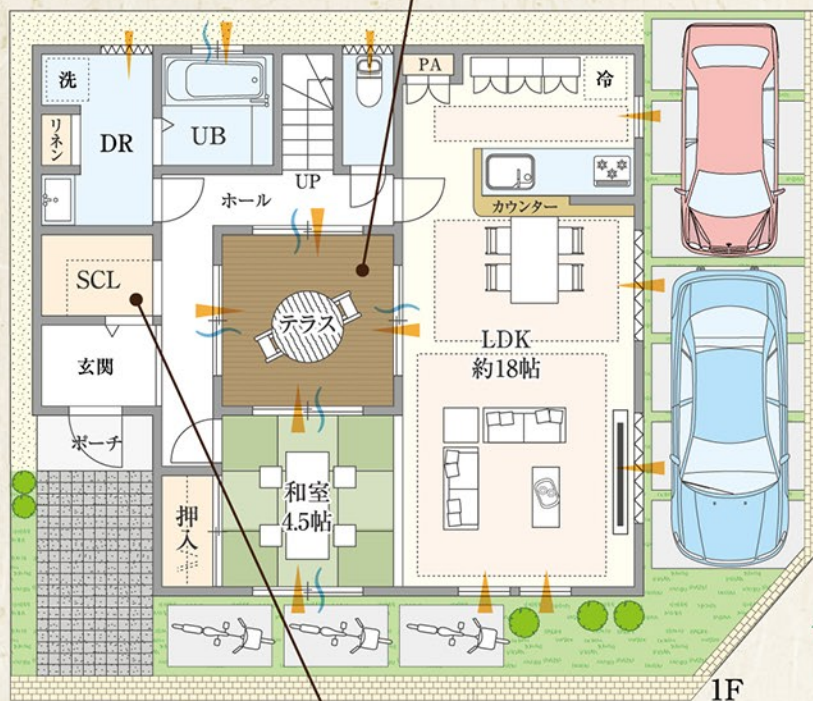 洗
リネン
DR
UB
UP
ホール
PA
冷
カウンター
SCL
テラス
LDK
約18帖
玄関
ポーチ
押入
和室
4.5帖
1F